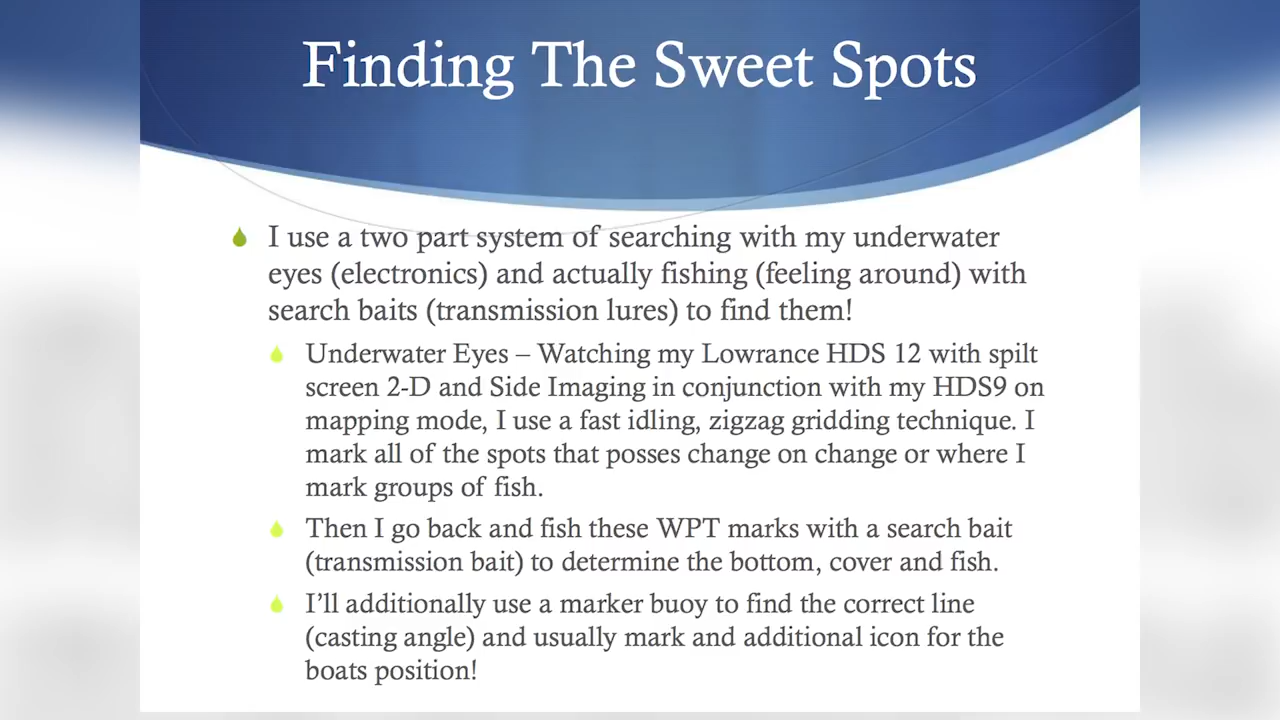 Finding The Sweet Spots
I use a two part system of searching with my underwater
eyes (electronics) and actually fishing (feeling around) with
search baits (transmission lures) to find them!
Underwater Eyes – Watching my Lowrance HDS 12 with spilt
screen 2-D and Side Imaging in conjunction with my HDS9 on
mapping mode, I use a fast idling, zigzag gridding technique. I
mark all of the spots that posses change on change or where I
mark groups of fish.
Then I go back and fish these WPT marks with a search bait
(transmission bait) to determine the bottom, cover and fish.
I’ll additionally use a marker buoy to find the correct line
(casting angle) and usually mark and additional icon for the
boats position!